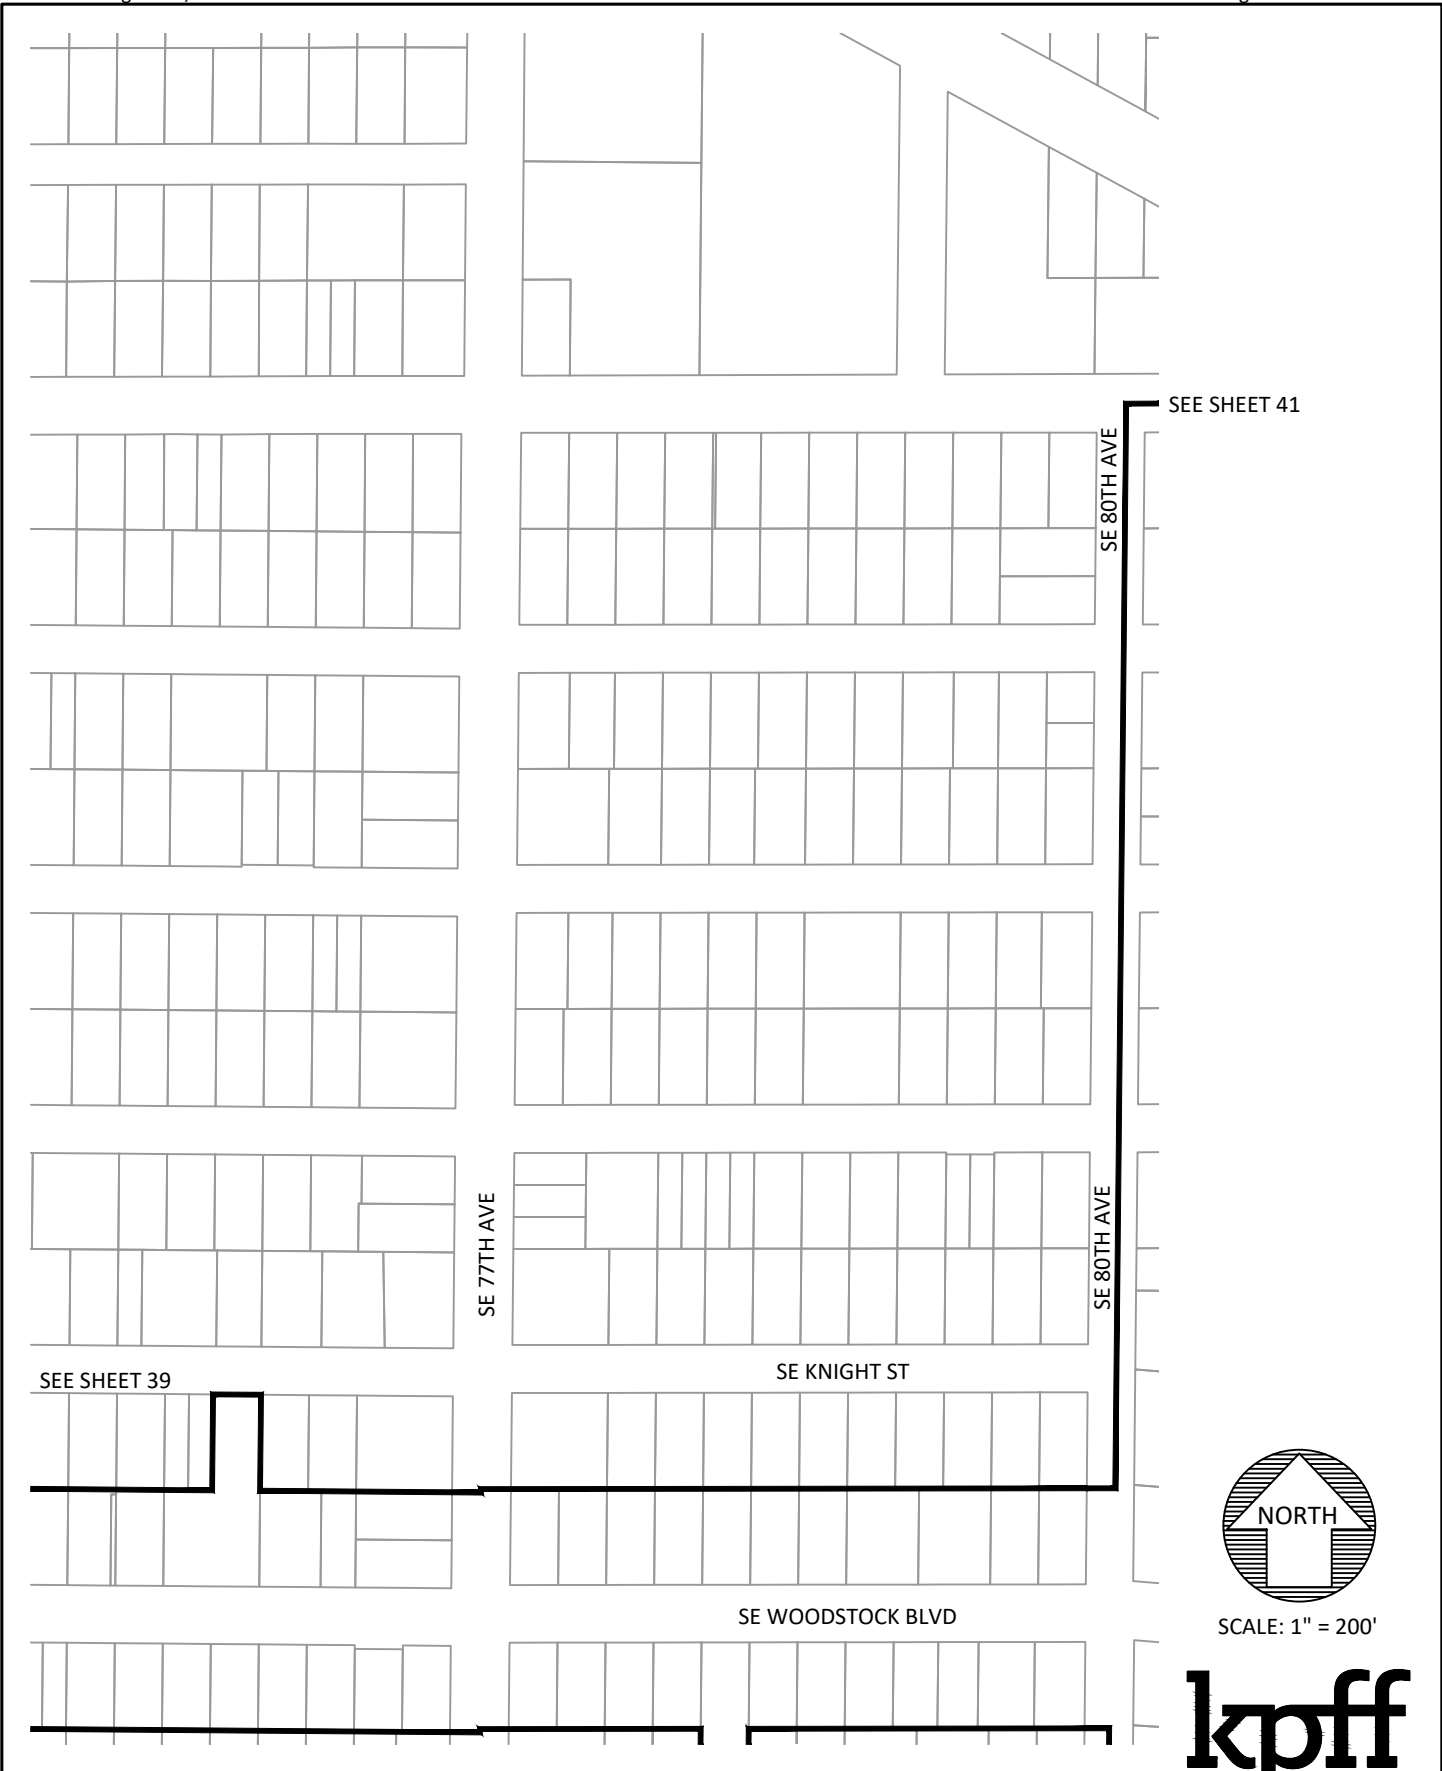 SEE SHEET 41
SE 80TH AVE
SE 77TH AVE
SE 80TH AVE
SEE SHEET 39
SE KNIGHT ST
NORTH
SE WOODSTOCK BLVD
SCALE: 1" = 200'
kpff